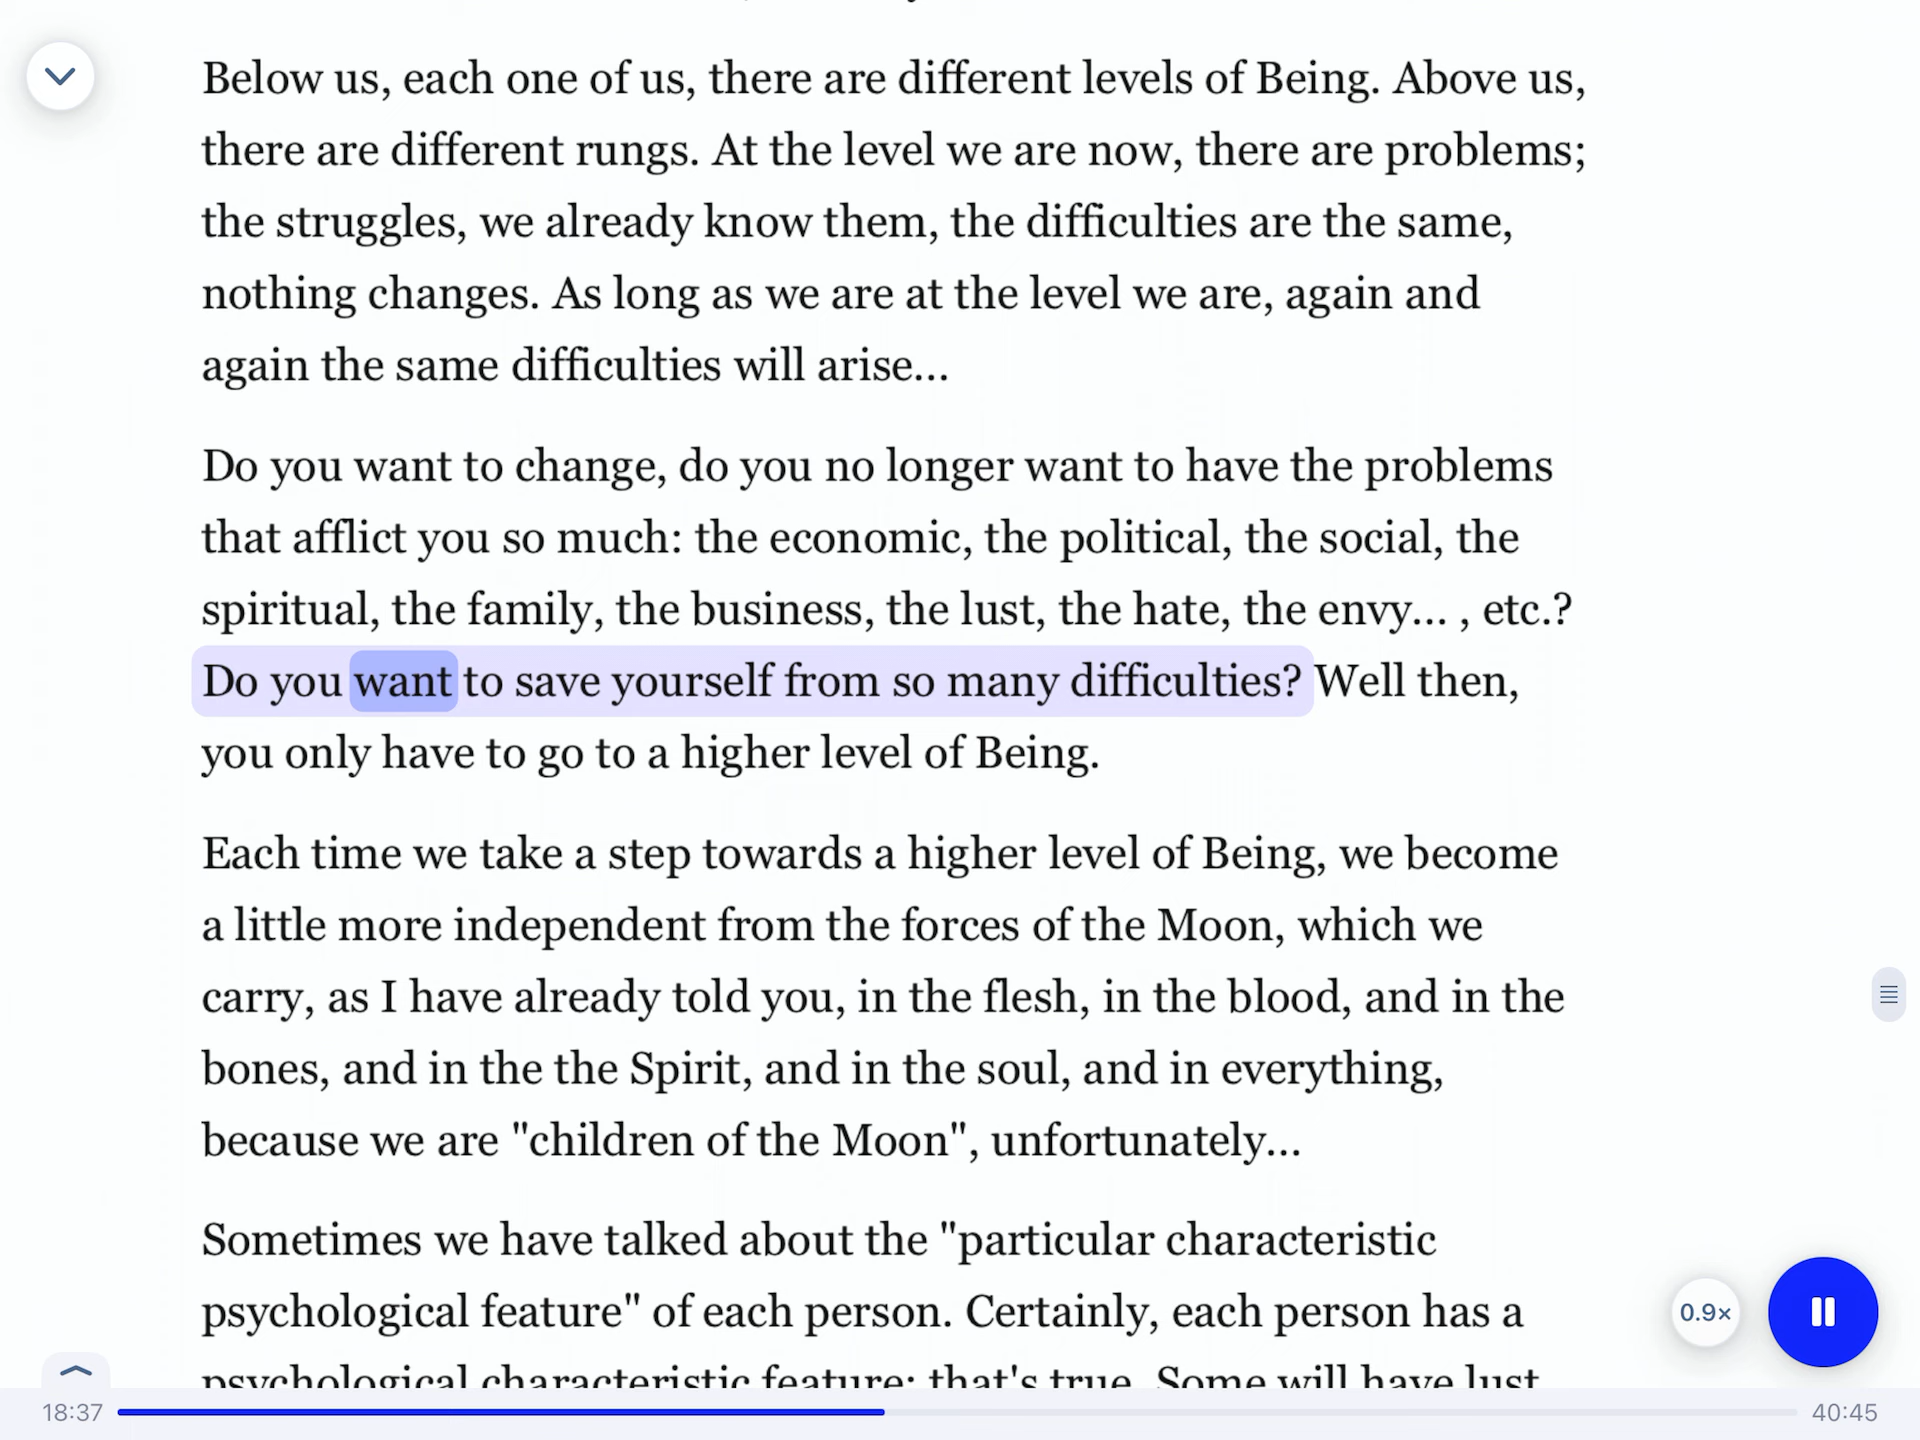 Below us, each one of us, there are different levels of Being. Above us,
there are different rungs. At the level we are now, there are problems;
the struggles, we already know them, the difficulties are the same,
nothing changes. As long as we are at the level we are, again and
again the same difficulties will arise...
Do you want to change, do you no longer want to have the problems
that afflict you so much: the economic, the political, the social, the
spiritual, the family, the business, the lust, the hate, the envy... , etc.?
Do you want to save yourself from so many difficulties? Well then,
you only have to go to a higher level of Being.
Each time we take a step towards a higher level of Being, we become
a little more independent from the forces of the Moon, which we
carry, as I have already told you, in the flesh, in the blood, and in the
bones, and in the the Spirit, and in the soul, and in everything,
because we are "children of the Moon", unfortunately...
Sometimes we have talked about the "particular characteristic
psychological feature" of each person. Certainly, each person has a
psychological characteristic feature; that's true. Some will have lust
0.9×
18:37
40:45